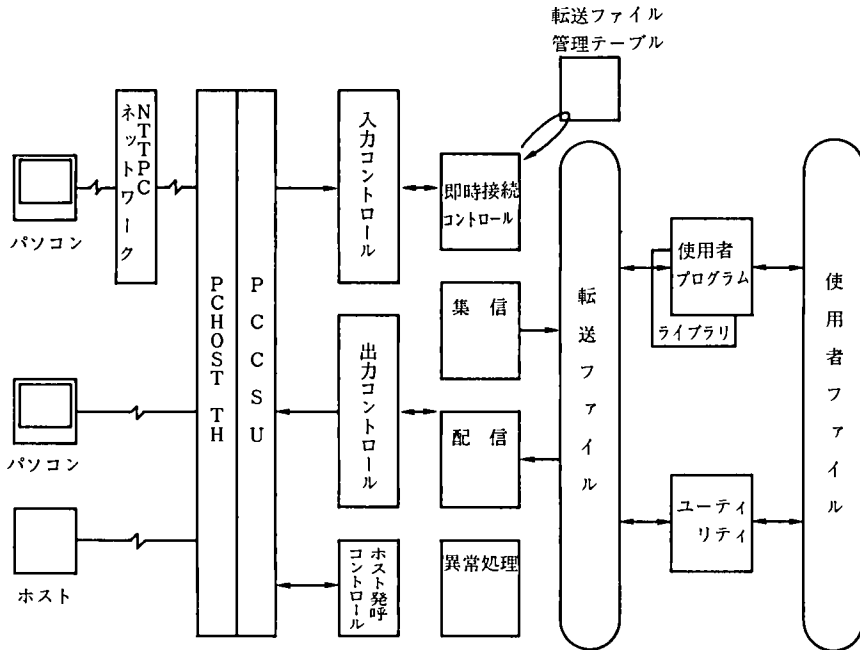 転送ファイル
管理テーブル
パソコン
NTTPC
ネットワーク
PCHOST TH
PCCSU
入力コントロール
即時接続
コントロール
集信
転送ファイル
使用者
プログラム
ライブラリ
使用者ファイル
パソコン
出力コントロール
配信
ユーティ
リティ
ホスト
ホスト発呼
コントロール
異常処理